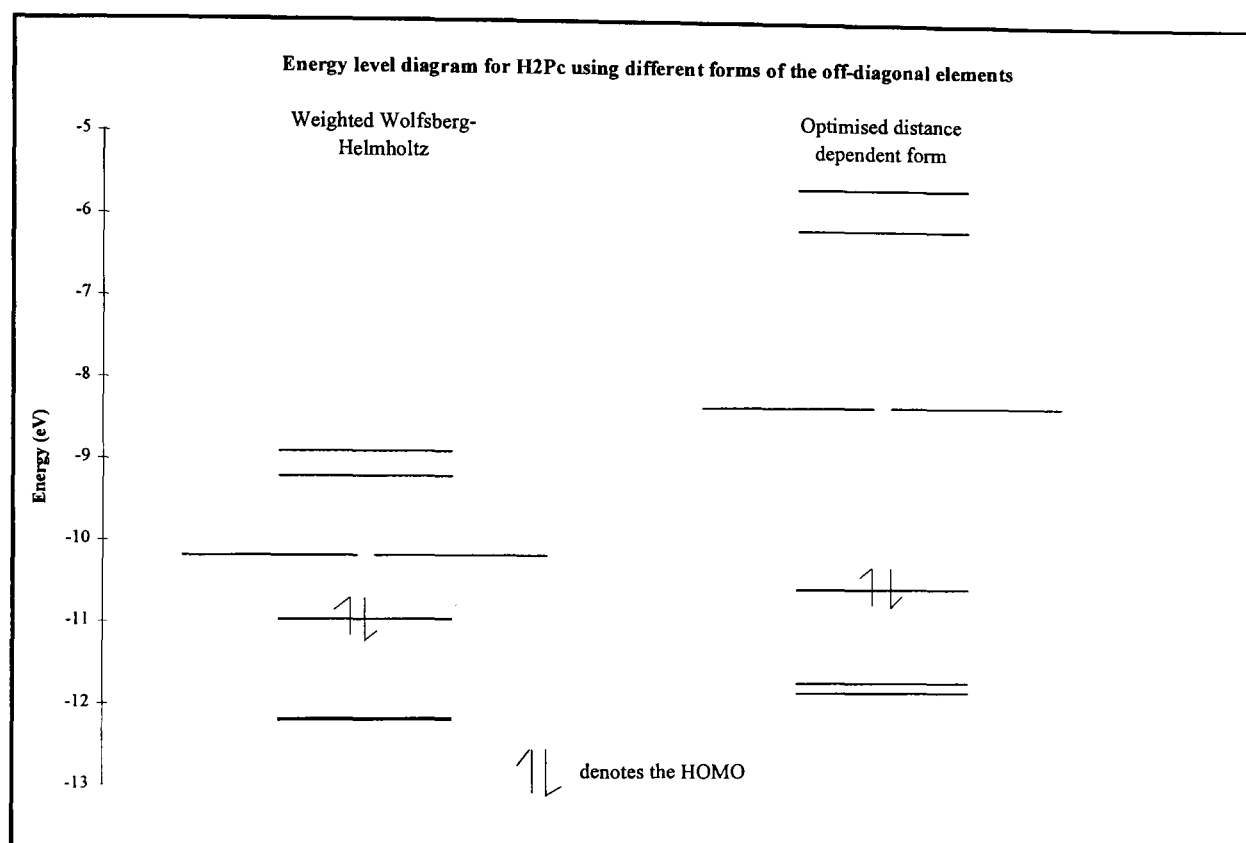 Energy level diagram for H2Pc using different forms of the off-diagonal elements
Weighted Wolfsberg-
Helmholtz
Optimised distance
dependent form
-5
-6
-7
-8
-9
-10
-11
-12
-13
Energy (eV)
denotes the HOMO